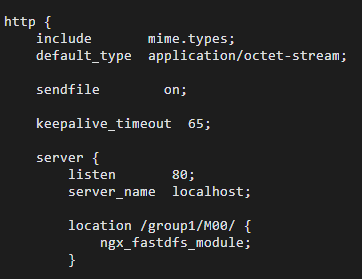 http {
    include       mime.types;
    default_type  application/octet-stream;
    sendfile        on;
    keepalive_timeout  65;
    server {
        listen       80;
        server_name  localhost;
        location /group1/M00/ {
            ngx_fastdfs_module;
        }